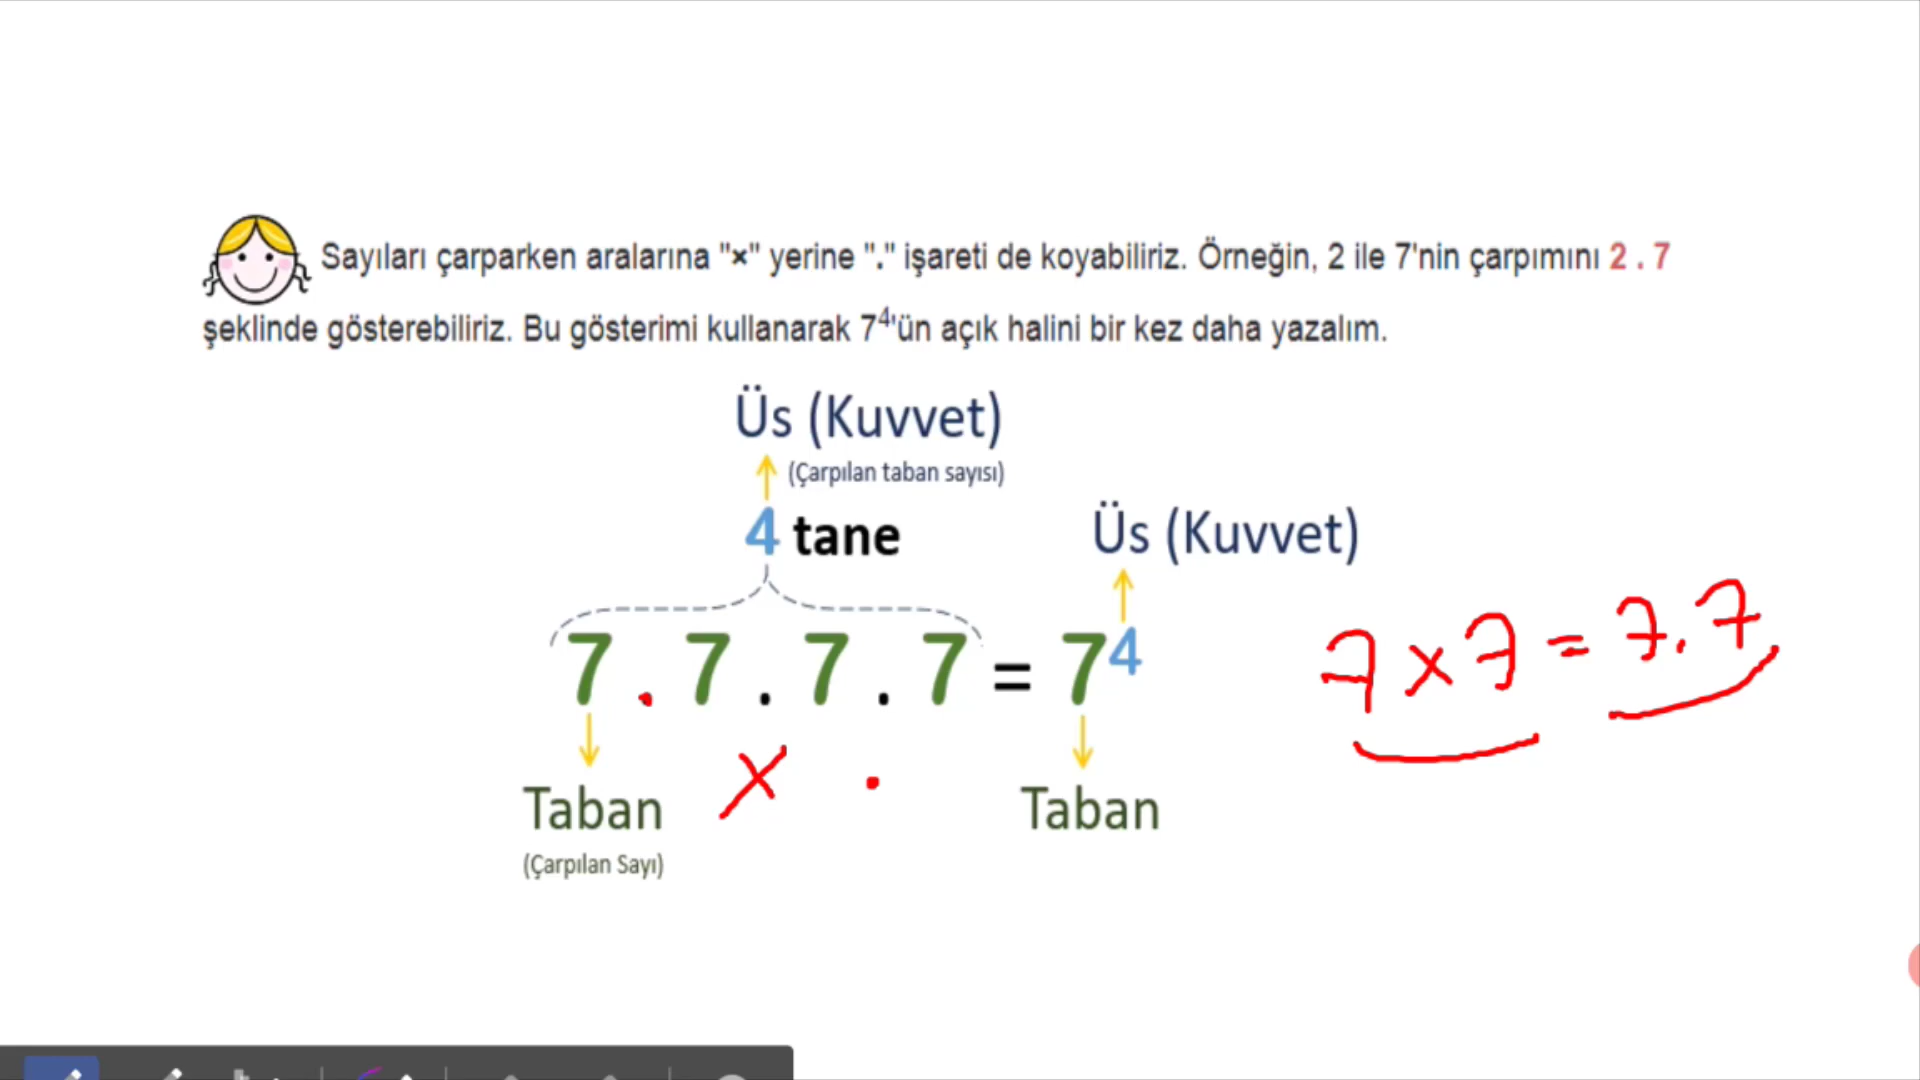 Sayıları çarparken aralarına "×" yerine "." işareti de koyabiliriz. Örneğin, 2 ile 7'nin çarpımını 2 . 7
şeklinde gösterebiliriz. Bu gösterimi kullanarak 7⁴'ün açık halini bir kez daha yazalım.
Üs (Kuvvet)
(Çarpılan taban sayısı)
4 tane
Üs (Kuvvet)
7 . 7 . 7 . 7 = 7⁴
7 x 7 = 7.7
x .
Taban
(Çarpılan Sayı)
Taban